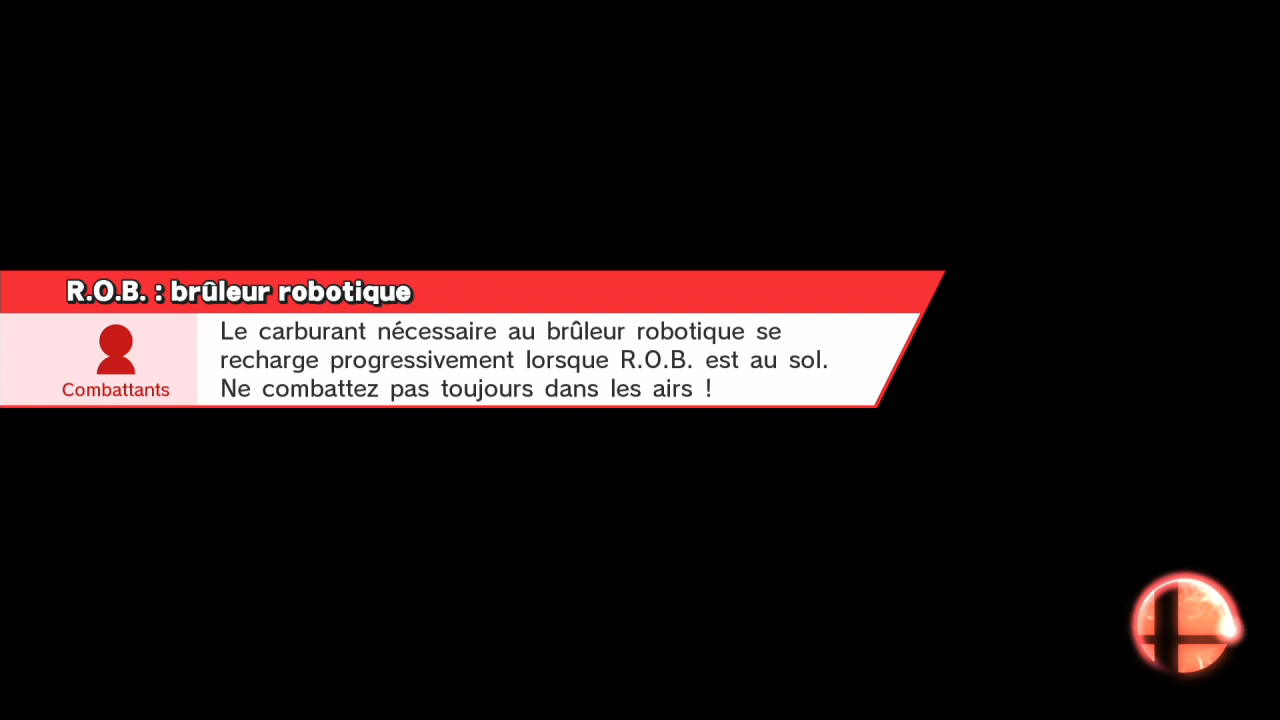 R.O.B. : brûleur robotique
Combattants
Le carburant nécessaire au brûleur robotique se
recharge progressivement lorsque R.O.B. est au sol.
Ne combattez pas toujours dans les airs !